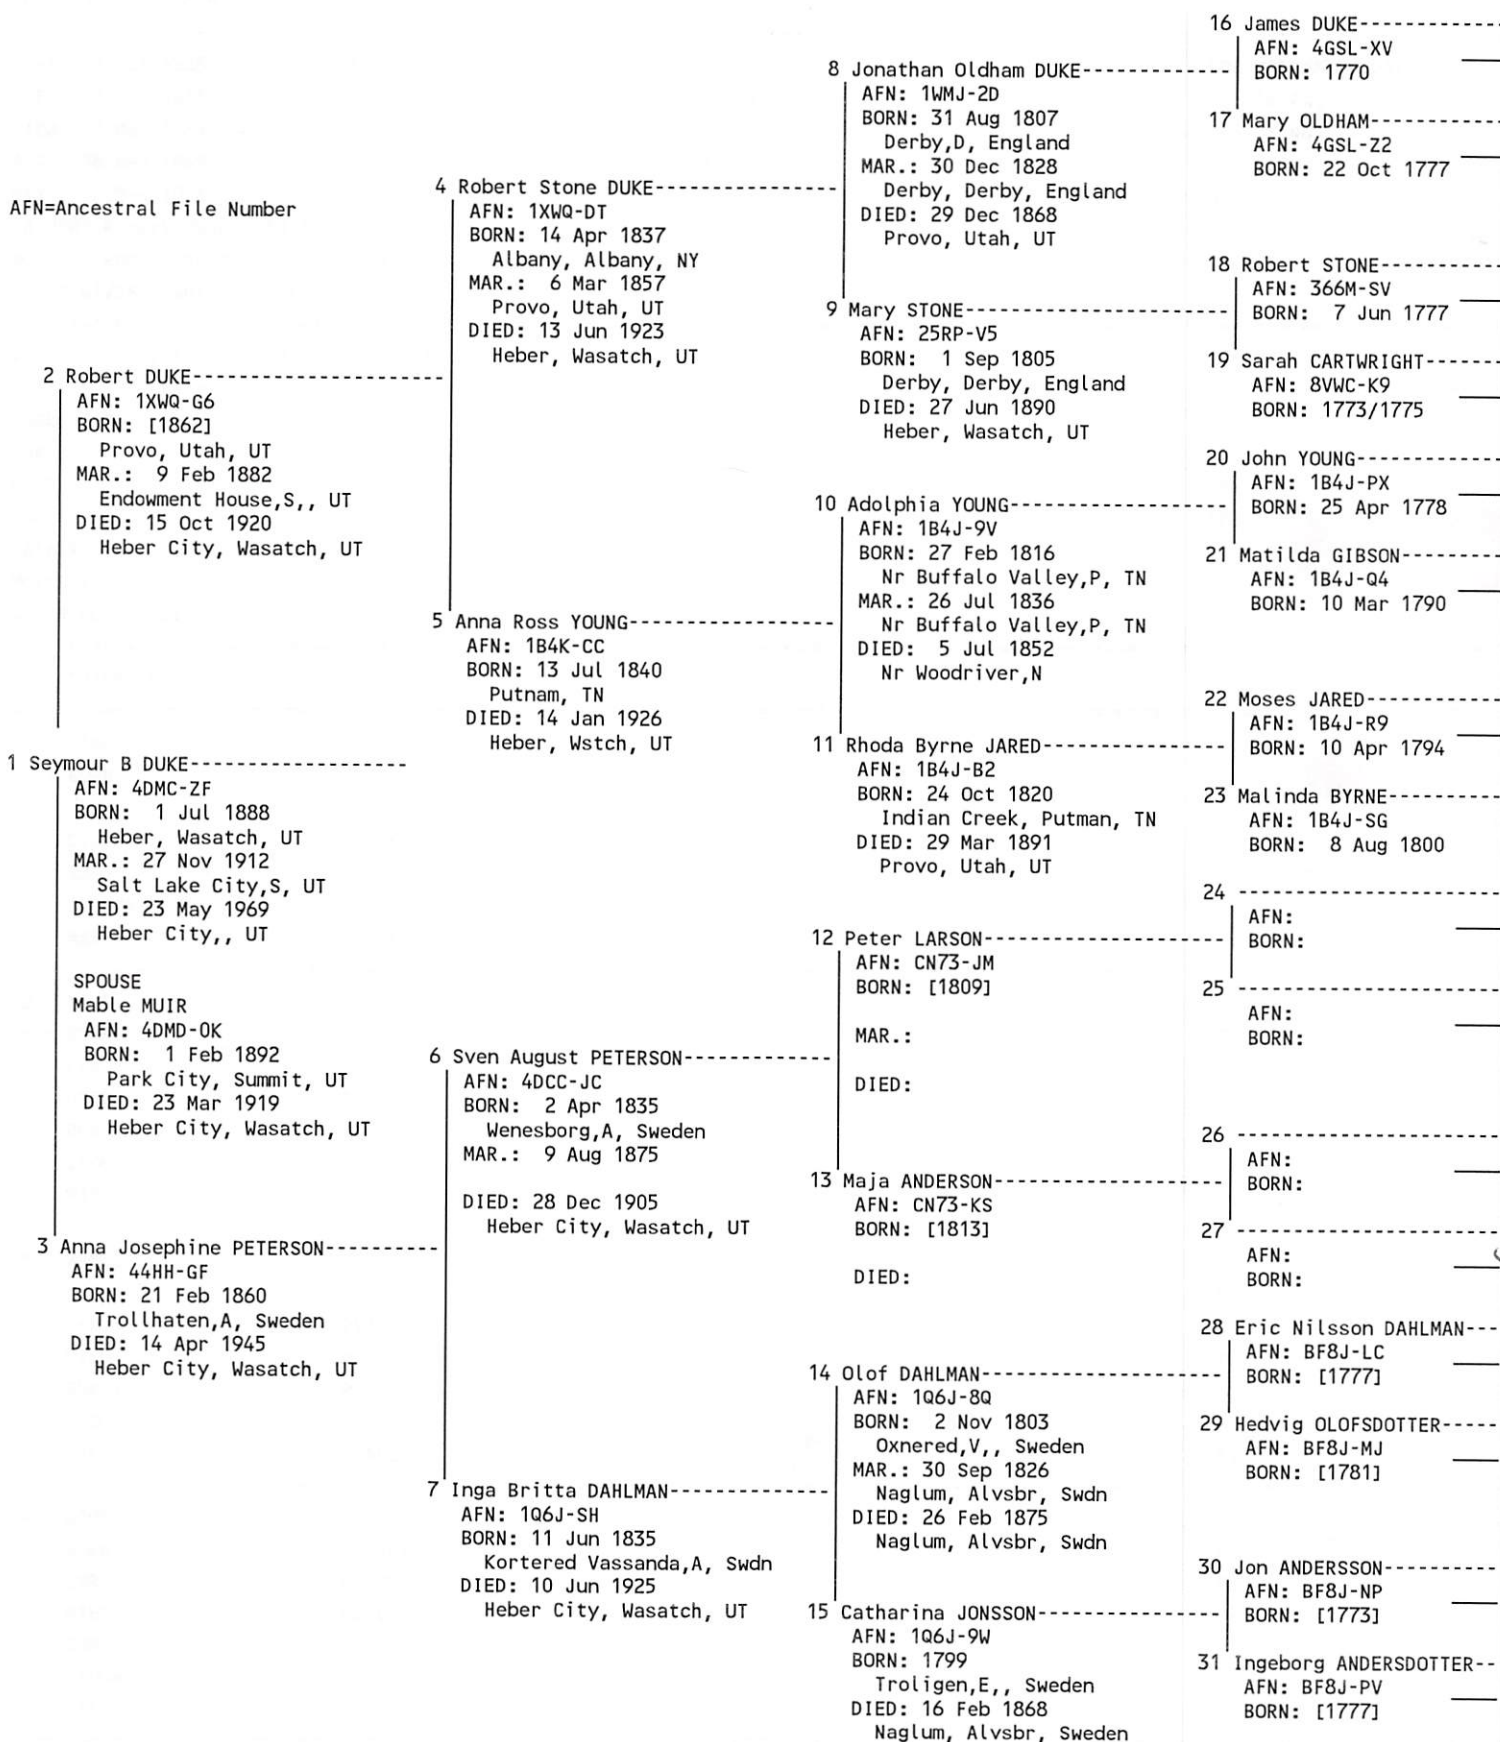 AFN=Ancestral File Number
1 Seymour B DUKE------------------
AFN: 4DMC-ZF
BORN:  1 Jul 1888
Heber, Wasatch, UT
MAR.: 27 Nov 1912
Salt Lake City,S, UT
DIED: 23 May 1969
Heber City,, UT
SPOUSE
Mable MUIR
AFN: 4DMD-0K
BORN:  1 Feb 1892
Park City, Summit, UT
DIED: 23 Mar 1919
Heber City, Wasatch, UT
2 Robert DUKE---------------------
AFN: 1XWQ-G6
BORN: [1862]
Provo, Utah, UT
MAR.:  9 Feb 1882
Endowment House,S,, UT
DIED: 15 Oct 1920
Heber City, Wasatch, UT
3 Anna Josephine PETERSON---------
AFN: 44HH-GF
BORN: 21 Feb 1860
Trollhaten,A, Sweden
DIED: 14 Apr 1945
Heber City, Wasatch, UT
4 Robert Stone DUKE---------------
AFN: 1XWQ-DT
BORN: 14 Apr 1837
Albany, Albany, NY
MAR.:  6 Mar 1857
Provo, Utah, UT
DIED: 13 Jun 1923
Heber, Wasatch, UT
5 Anna Ross YOUNG-----------------
AFN: 1B4K-CC
BORN: 13 Jul 1840
Putnam, TN
DIED: 14 Jan 1926
Heber, Wstch, UT
6 Sven August PETERSON------------
AFN: 4DCC-JC
BORN:  2 Apr 1835
Wenesborg,A, Sweden
MAR.:  9 Aug 1875
DIED: 28 Dec 1905
Heber City, Wasatch, UT
7 Inga Britta DAHLMAN-------------
AFN: 1Q6J-SH
BORN: 11 Jun 1835
Kortered Vassanda,A, Swdn
DIED: 10 Jun 1925
Heber City, Wasatch, UT
8 Jonathan Oldham DUKE------------
AFN: 1WMJ-2D
BORN: 31 Aug 1807
Derby,D, England
MAR.: 30 Dec 1828
Derby, Derby, England
DIED: 29 Dec 1868
Provo, Utah, UT
9 Mary STONE----------------------
AFN: 25RP-V5
BORN:  1 Sep 1805
Derby, Derby, England
DIED: 27 Jun 1890
Heber, Wasatch, UT
10 Adolphia YOUNG------------------
AFN: 1B4J-9V
BORN: 27 Feb 1816
Nr Buffalo Valley,P, TN
MAR.: 26 Jul 1836
Nr Buffalo Valley,P, TN
DIED:  5 Jul 1852
Nr Woodriver,N
11 Rhoda Byrne JARED---------------
AFN: 1B4J-B2
BORN: 24 Oct 1820
Indian Creek, Putman, TN
DIED: 29 Mar 1891
Provo, Utah, UT
12 Peter LARSON--------------------
AFN: CN73-JM
BORN: [1809]
MAR.:
DIED:
13 Maja ANDERSON-------------------
AFN: CN73-KS
BORN: [1813]
DIED:
14 Olof DAHLMAN--------------------
AFN: 1Q6J-8Q
BORN:  2 Nov 1803
Oxnered,V,, Sweden
MAR.: 30 Sep 1826
Naglum, Alvsbr, Swdn
DIED: 26 Feb 1875
Naglum, Alvsbr, Swdn
15 Catharina JONSSON---------------
AFN: 1Q6J-9W
BORN: 1799
Troligen,E,, Sweden
DIED: 16 Feb 1868
Naglum, Alvsbr, Sweden
16 James DUKE------------
AFN: 4GSL-XV
BORN: 1770
17 Mary OLDHAM-----------
AFN: 4GSL-Z2
BORN: 22 Oct 1777
18 Robert STONE----------
AFN: 366M-SV
BORN:  7 Jun 1777
19 Sarah CARTWRIGHT------
AFN: 8VWC-K9
BORN: 1773/1775
20 John YOUNG------------
AFN: 1B4J-PX
BORN: 25 Apr 1778
21 Matilda GIBSON--------
AFN: 1B4J-Q4
BORN: 10 Mar 1790
22 Moses JARED-----------
AFN: 1B4J-R9
BORN: 10 Apr 1794
23 Malinda BYRNE---------
AFN: 1B4J-SG
BORN:  8 Aug 1800
24 ----------------------
AFN:
BORN:
25 ----------------------
AFN:
BORN:
26 ----------------------
AFN:
BORN:
27 ----------------------
AFN:
BORN:
28 Eric Nilsson DAHLMAN---
AFN: BF8J-LC
BORN: [1777]
29 Hedvig OLOFSDOTTER-----
AFN: BF8J-MJ
BORN: [1781]
30 Jon ANDERSSON----------
AFN: BF8J-NP
BORN: [1773]
31 Ingeborg ANDERSDOTTER--
AFN: BF8J-PV
BORN: [1777]